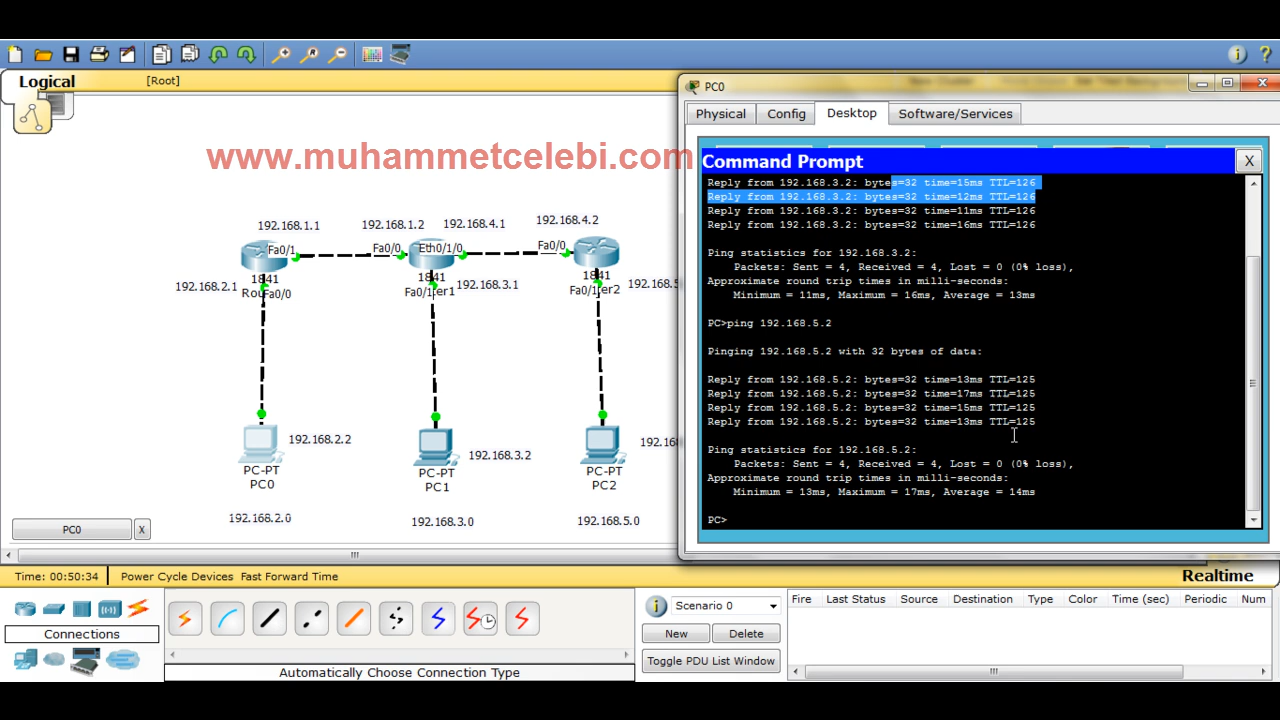 Logical
[Root]
www.muhammetcelebi.com
192.168.1.1
192.168.1.2
192.168.4.1
192.168.4.2
Fa0/1
Fa0/0
Eth0/1/0
Fa0/0
1841
1841
1841
192.168.2.1
Fa0/0
Fa0/1
192.168.3.1
Fa0/1
192.168.2.2
192.168.3.2
PC-PT
PC0
PC-PT
PC1
PC-PT
PC2
192.168.2.0
192.168.3.0
192.168.5.0
PC0
X
PC0
Physical
Config
Desktop
Software/Services
Command Prompt
X
Reply from 192.168.3.2: bytes=32 time=15ms TTL=126
Reply from 192.168.3.2: bytes=32 time=12ms TTL=126
Reply from 192.168.3.2: bytes=32 time=11ms TTL=126
Reply from 192.168.3.2: bytes=32 time=16ms TTL=126
Ping statistics for 192.168.3.2:
Packets: Sent = 4, Received = 4, Lost = 0 (0% loss),
Approximate round trip times in milli-seconds:
Minimum = 11ms, Maximum = 16ms, Average = 13ms
PC>ping 192.168.5.2
Pinging 192.168.5.2 with 32 bytes of data:
Reply from 192.168.5.2: bytes=32 time=13ms TTL=125
Reply from 192.168.5.2: bytes=32 time=17ms TTL=125
Reply from 192.168.5.2: bytes=32 time=15ms TTL=125
Reply from 192.168.5.2: bytes=32 time=13ms TTL=125
Ping statistics for 192.168.5.2:
Packets: Sent = 4, Received = 4, Lost = 0 (0% loss),
Approximate round trip times in milli-seconds:
Minimum = 13ms, Maximum = 17ms, Average = 14ms
PC>
Time: 00:50:34
Power Cycle Devices Fast Forward Time
Realtime
Connections
Automatically Choose Connection Type
Scenario 0
New
Delete
Toggle PDU List Window
Fire Last Status Source Destination Type Color Time (sec) Periodic Num